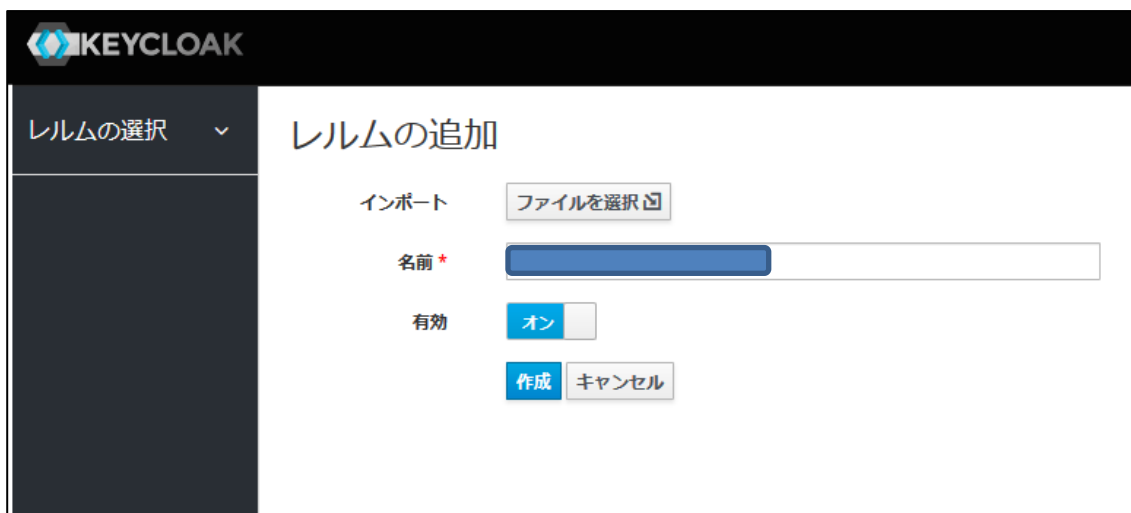 KEYCLOAK
レルムの選択
レルムの追加
インポート ファイルを選択
名前 *
有効 オン
作成 キャンセル